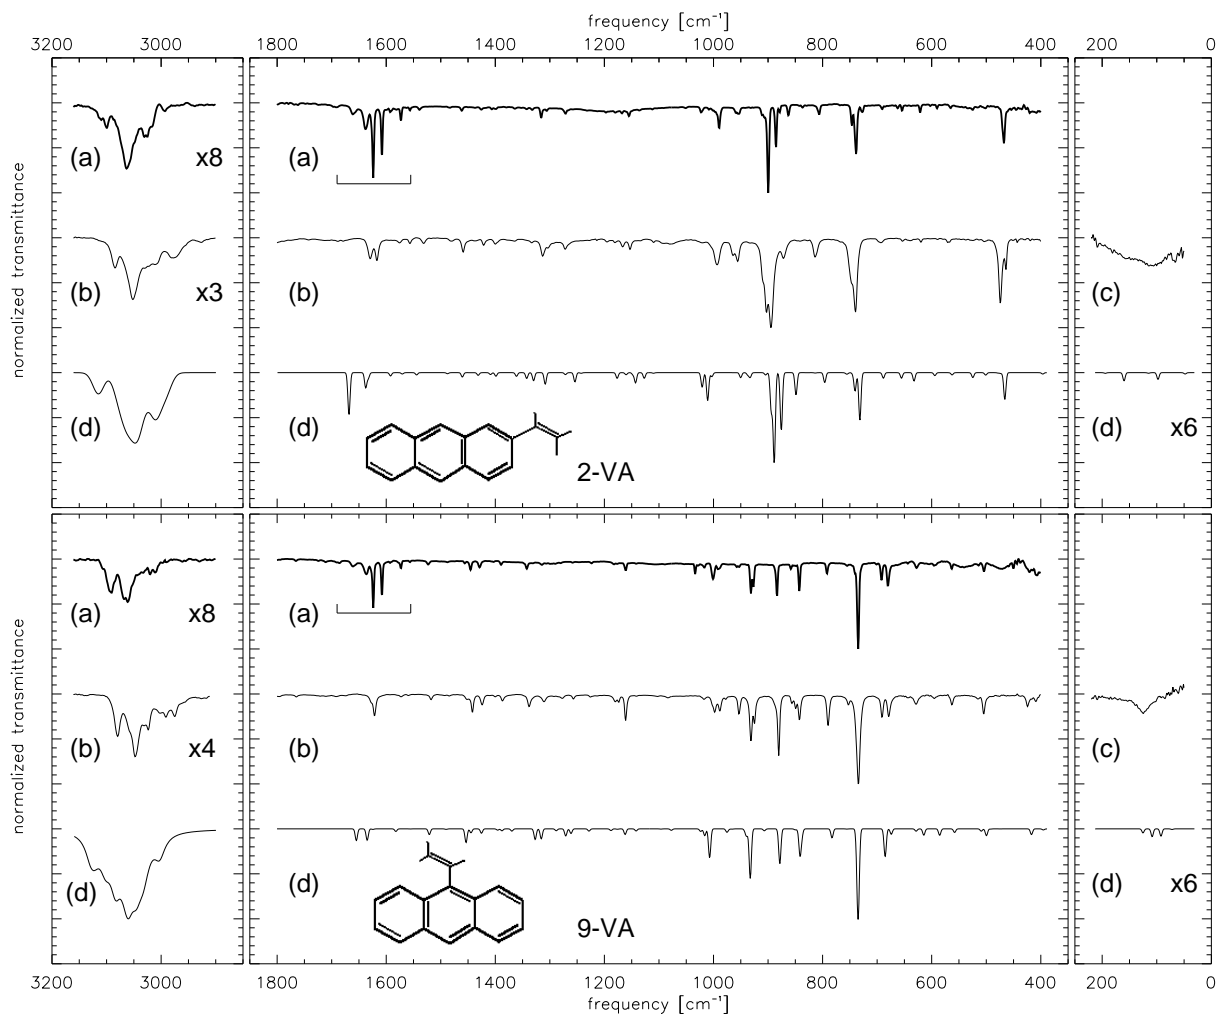 frequency [cm⁻¹]
3200 3000 1800 1600 1400 1200 1000 800 600 400 200 0
normalized transmittance
(a) x8 (a)
(b) x3 (b) (c)
(d) (d) (d) x6
2-VA
normalized transmittance
(a) x8 (a)
(b) x4 (b) (c)
(d) (d) (d) x6
9-VA
3200 3000 1800 1600 1400 1200 1000 800 600 400 200 0
frequency [cm⁻¹]